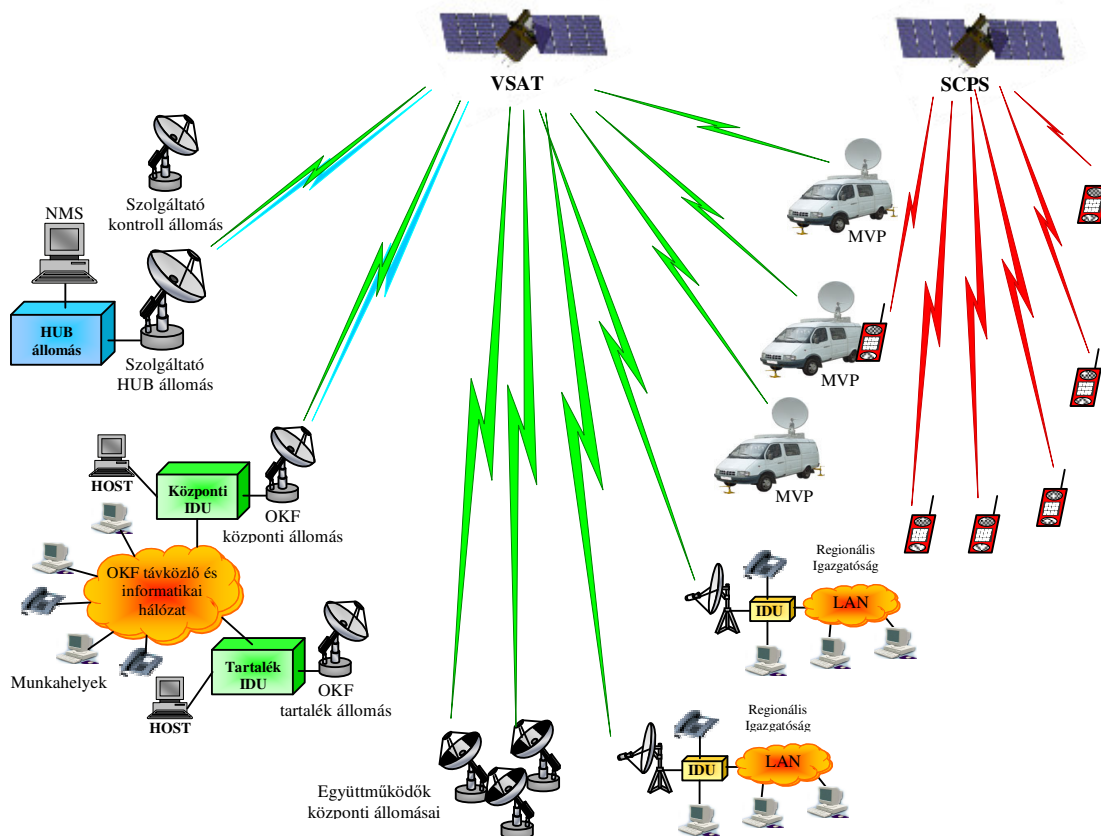 VSAT
SCPS
Szolgáltató
kontroll állomás
NMS
HUB
állomás
Szolgáltató
HUB állomás
MVP
MVP
MVP
HOST
Központi
IDU
OKF
központi állomás
OKF távközlő és
informatikai
hálózat
Munkahelyek
Tartalék
IDU
HOST
OKF
tartalék állomás
Regionális
Igazgatóság
IDU
LAN
Regionális
Igazgatóság
IDU
LAN
Együttműködők
központi állomásai